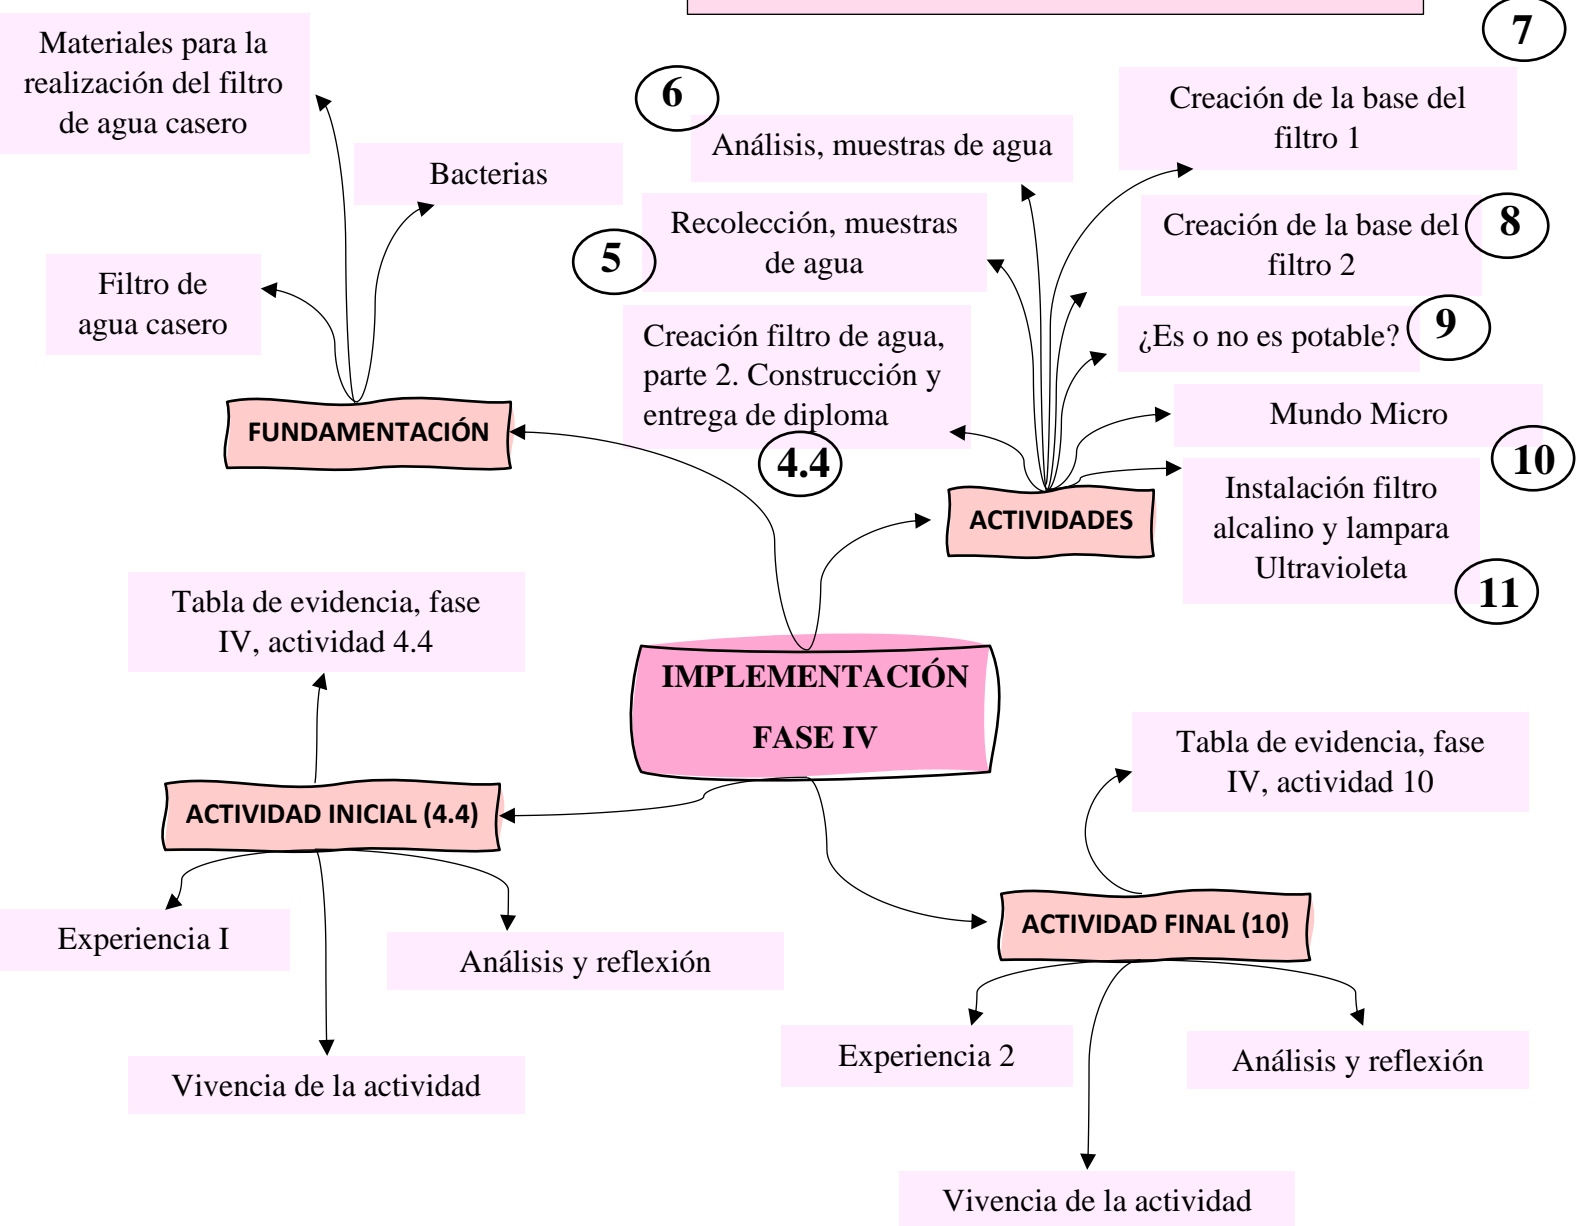 7
Materiales para la
realización del filtro
de agua casero
6
Creación de la base del
filtro 1
Análisis, muestras de agua
Bacterias
Recolección, muestras
de agua
5
Creación de la base del
filtro 2
8
Filtro de
agua casero
Creación filtro de agua,
parte 2. Construcción y
entrega de diploma
4.4
¿Es o no es potable?
9
Mundo Micro
10
FUNDAMENTACIÓN
Instalación filtro
alcalino y lampara
Ultravioleta
11
ACTIVIDADES
Tabla de evidencia, fase
IV, actividad 4.4
IMPLEMENTACIÓN
FASE IV
Tabla de evidencia, fase
IV, actividad 10
ACTIVIDAD INICIAL (4.4)
ACTIVIDAD FINAL (10)
Experiencia I
Análisis y reflexión
Vivencia de la actividad
Experiencia 2
Análisis y reflexión
Vivencia de la actividad